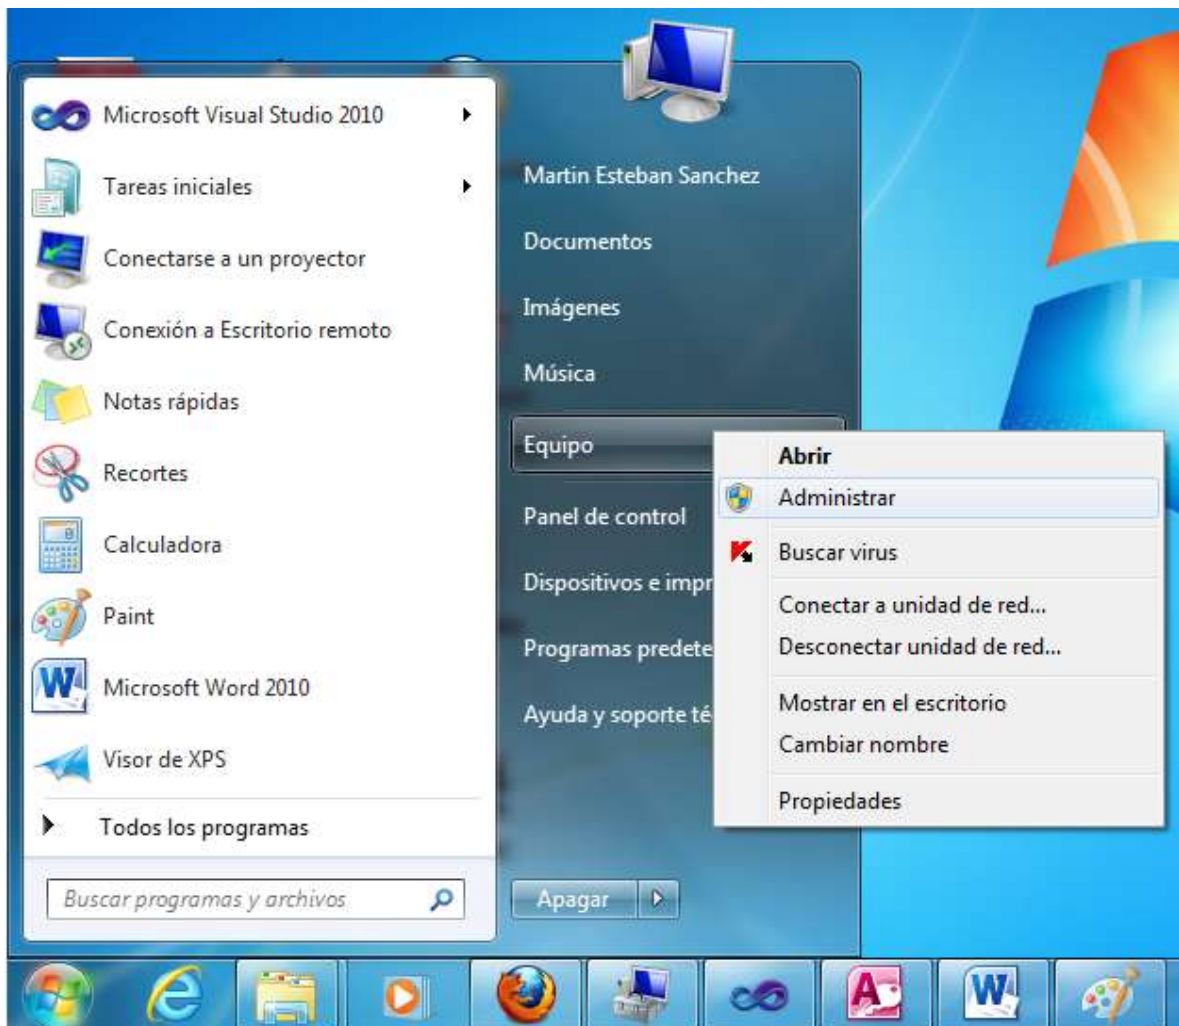 Microsoft Visual Studio 2010
Tareas iniciales
Conectarse a un proyector
Conexión a Escritorio remoto
Notas rápidas
Recortes
Calculadora
Paint
Microsoft Word 2010
Visor de XPS
Todos los programas
Buscar programas y archivos
Martin Esteban Sanchez
Documentos
Imágenes
Música
Equipo
Panel de control
Dispositivos e impr
Programas predete
Ayuda y soporte té
Apagar
Abrir
Administrar
Buscar virus
Conectar a unidad de red...
Desconectar unidad de red...
Mostrar en el escritorio
Cambiar nombre
Propiedades